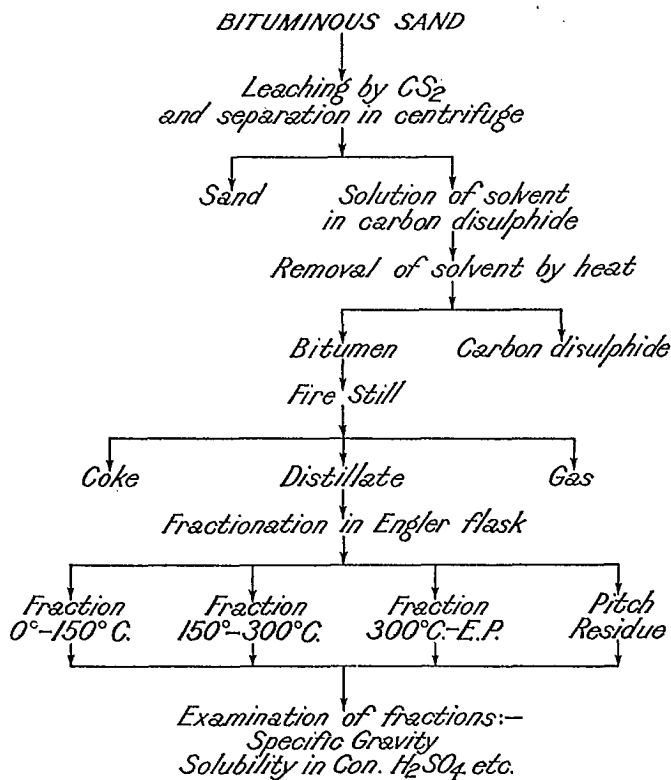 BITUMINOUS SAND
Leaching by CS₂
and separation in centrifuge
Sand
Solution of solvent
in carbon disulphide
Removal of solvent by heat
Bitumen
Carbon disulphide
Fire Still
Coke
Distillate
Gas
Fractionation in Engler flask
Fraction
0°-150° C.
Fraction
150°-300°C.
Fraction
300°C.-E.P.
Pitch
Residue
Examination of fractions:-
Specific Gravity
Solubility in Con. H₂SO₄ etc.